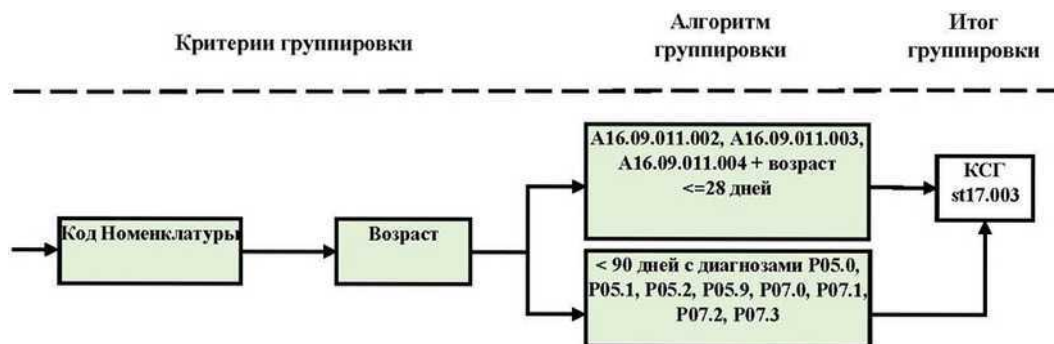 Критерии группировки
Алгоритм
группировки
Итог
группировки
Код Номенклатуры
Возраст
A16.09.011.002, A16.09.011.003,
A16.09.011.004 + возраст
<=28 дней
< 90 дней с диагнозами P05.0,
P05.1, P05.2, P05.9, P07.0, P07.1,
P07.2, P07.3
КСГ
st17.003